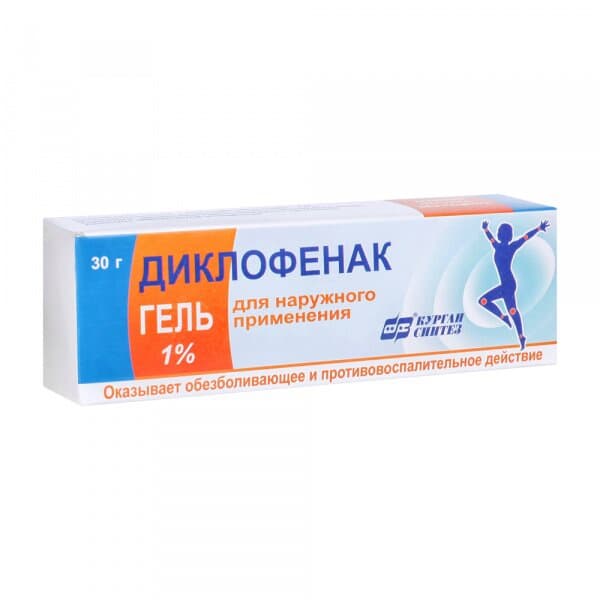 30 г
ДИКЛОФЕНАК
ГЕЛЬ
1%
для наружного
применения
КУРГАН
СИНТЕЗ
Оказывает обезболивающее и противовоспалительное действие